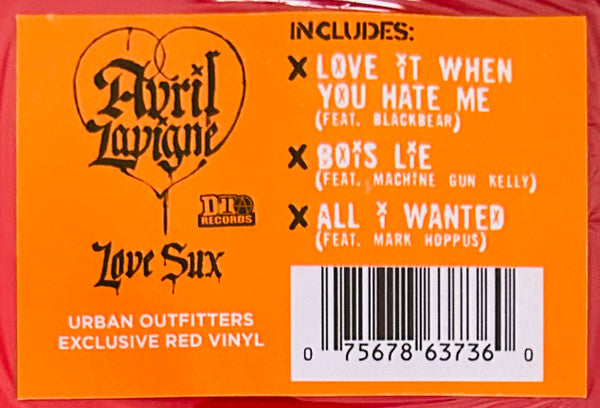 Avril
Lavigne
DTA
RECORDS
Love Sux
URBAN OUTFITTERS
EXCLUSIVE RED VINYL
INCLUDES:
X LOVE iT WHEN
YOU HATE ME
(FEAT. BLACKBEAR)
X BOiS LiE
(FEAT. MACHiNE GUN KELLY)
X ALL i WANTED
(FEAT. MARK HOPPUS)
0 75678 63736 0